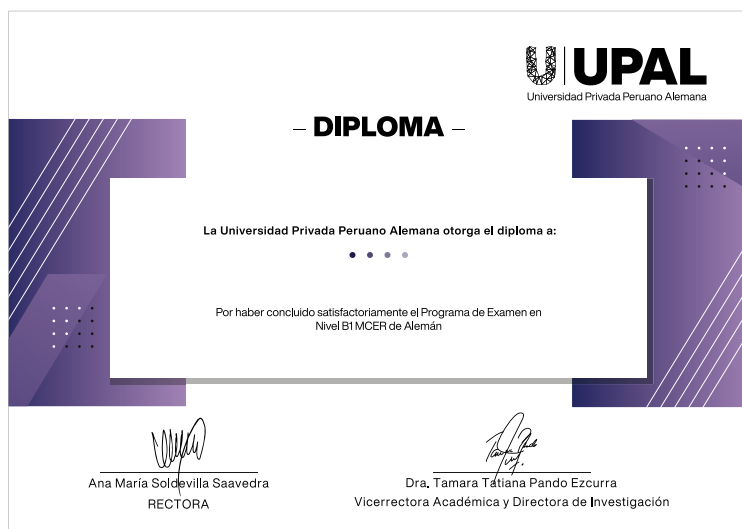 UPAL
Universidad Privada Peruano Alemana
– DIPLOMA –
La Universidad Privada Peruano Alemana otorga el diploma a:
Por haber concluido satisfactoriamente el Programa de Examen en
Nivel B1 MCER de Alemán
Ana María Soldevilla Saavedra
RECTORA
Dra. Tamara Tatiana Pando Ezcurra
Vicerrectora Académica y Directora de Investigación